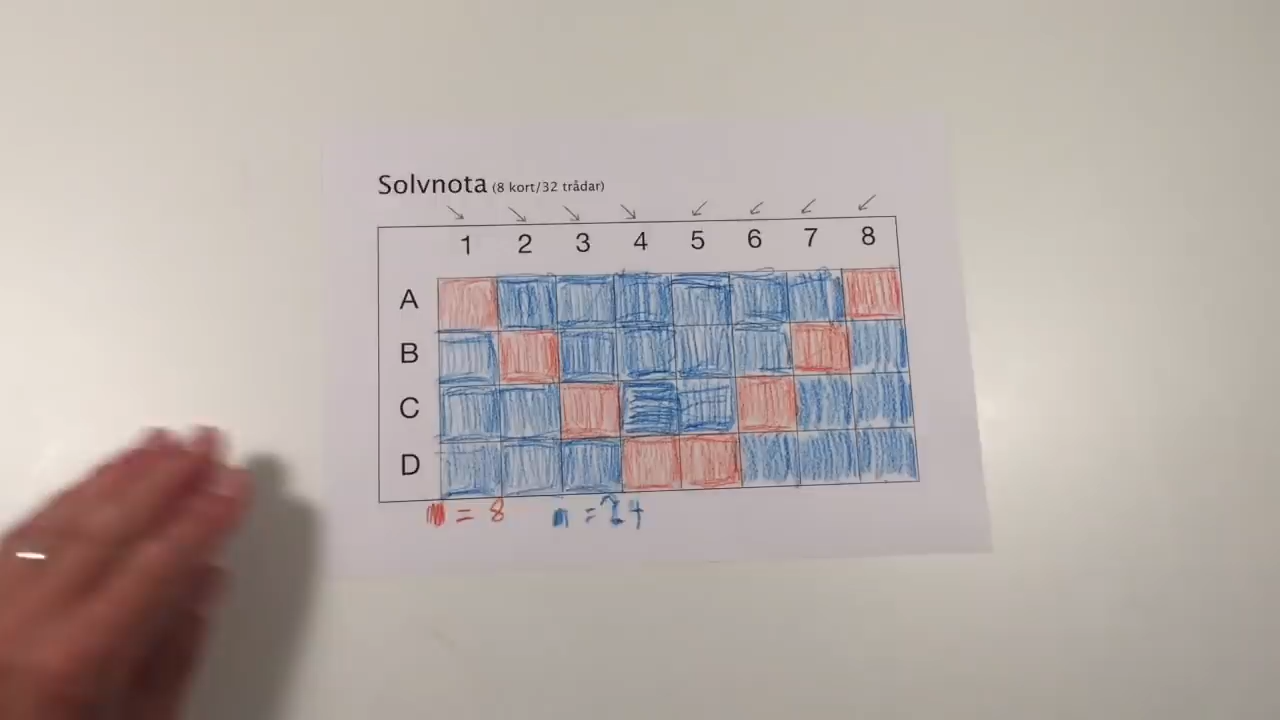 Solvnota (8 kort/32 trådar)
1 2 3 4 5 6 7 8
A
B
C
D
= 8 = 24